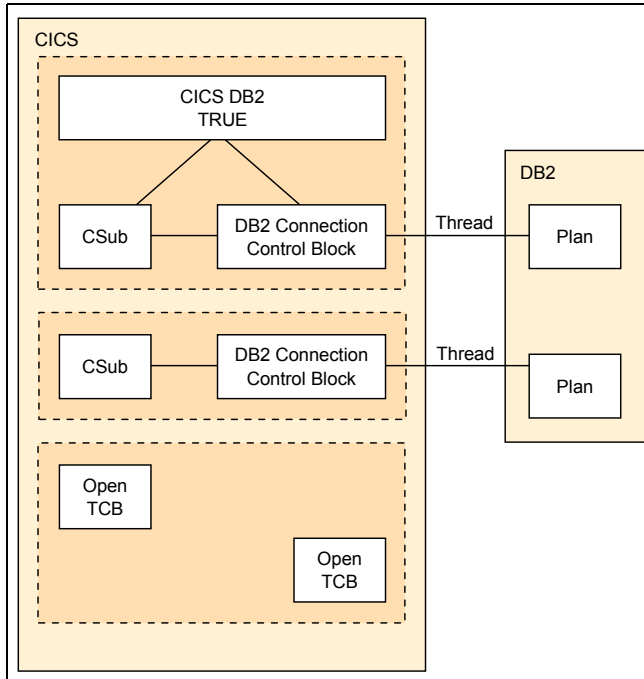 CICS
CICS DB2
TRUE
CSub
DB2 Connection
Control Block
Thread
DB2
Plan
CSub
DB2 Connection
Control Block
Thread
Plan
Open
TCB
Open
TCB